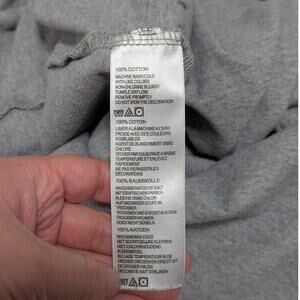 100% COTTON
MACHINE WASH COLD
WITH LIKE COLORS
NON-CHLORINE BLEACH
TUMBLE DRY LOW
REMOVE PROMPTLY
DO NOT IRON THE DECORATION
100% COTON
LAVER A LA MACHINE A L'EAU
FROIDE AVEC DES COULEURS
SEMBLABLES
AGENT DE BLANCHIMENT SANS
CHLORE
SECHER PAR CULBUTAGE A BASSE
TEMPERATURE ET ENLEVER
RAPIDEMENT
NE PAS REPASSER LES
DECORATIONS
100% BAUMWOLLE
MASCHINENWÄSCHE KALT
MIT GLEICHEN FARBEN
BLEICHE OHNE CHLOR
AUF NIEDRIGER STUFE IM
TROCKNER
TROCKNEN UND SOFORT AUS DEM
TROCKNER NEHMEN
DEKO NICHT BÜGELN
100% KATOEN
MACHINEWAS KOUD
MET SOORTGELIJKE KLEUREN
NIET-CHLOORHOUDEND
BLEEKMIDDEL
BIJ LAGE TEMPERATUUR IN DE
DROGER DROGEN EN DIRECT UIT
DE DROGER HALEN
DECORATIE NIET STRIJKEN